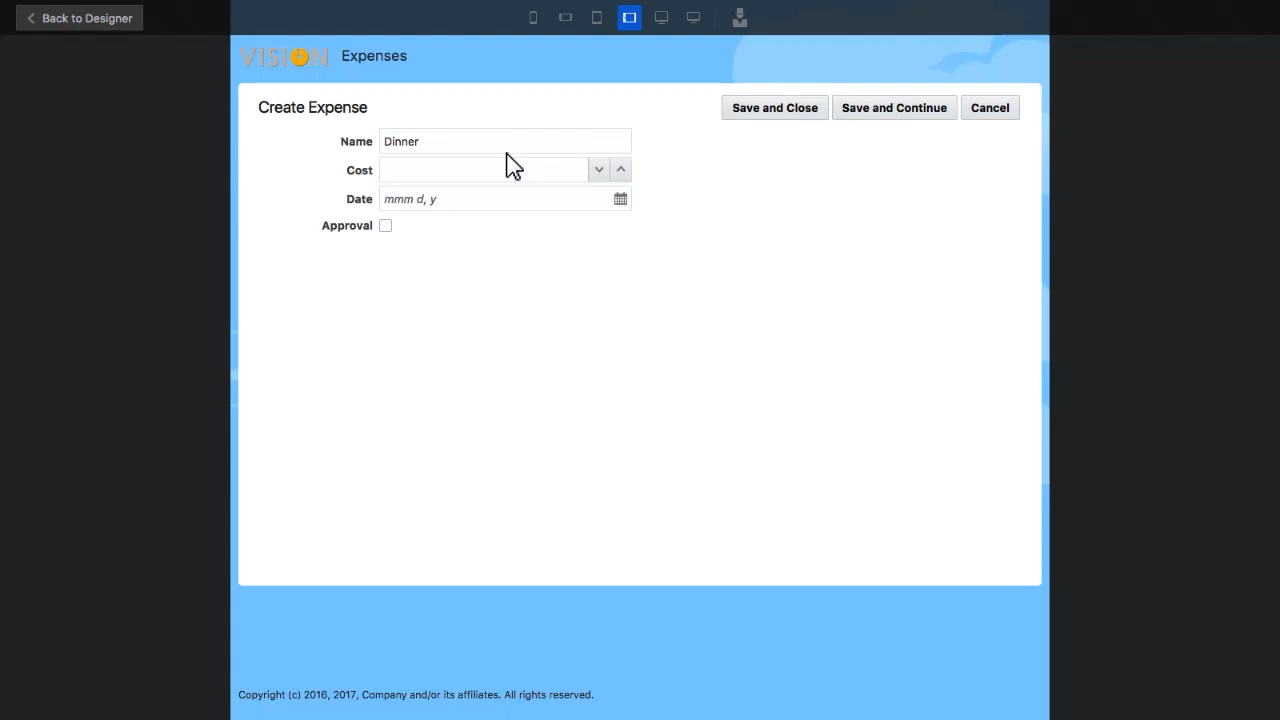 Back to Designer
VISION Expenses
Create Expense
Save and Close Save and Continue Cancel
Name Dinner
Cost
Date mmm d, y
Approval
Copyright (c) 2016, 2017, Company and/or its affiliates. All rights reserved.